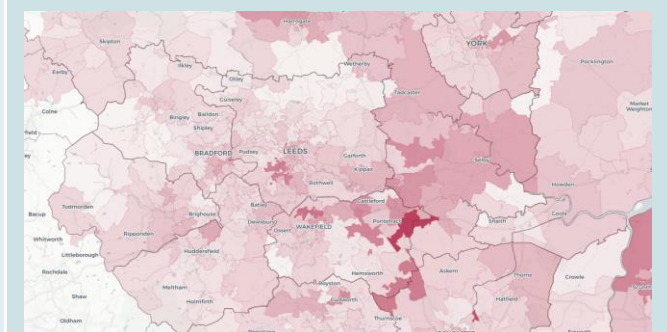 Harrogate
YORK
Skipton
Pocklington
Earby
Ilkley
Otley
Wetherby
Tadcaster
Market
Weighton
Colne
Guiseley
Bingley
Baildon
Shipley
BRADFORD
Pudsey
LEEDS
Garforth
Selby
Kippax
Rothwell
Howden
Todmorden
Batley
Castleford
Goole
Bacup
Ripponden
Brighouse
Dewsbury
Ossett
WAKEFIELD
Pontefract
Snaith
Whitworth
Littleborough
Huddersfield
Rochdale
Meltham
Hemsworth
Askern
Thorne
Crowle
Royston
Shaw
Holmfirth
Cudworth
Hatfield
Oldham
Thurnscoe